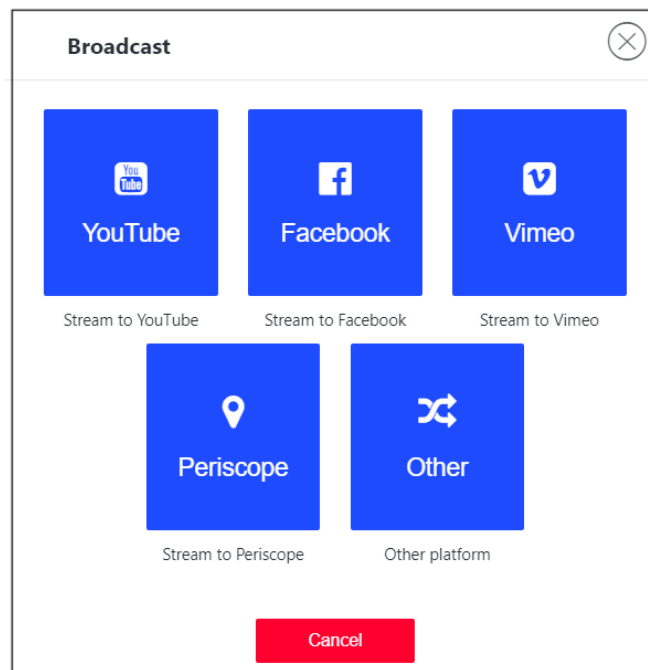 Broadcast
You
Tube
YouTube
Facebook
Vimeo
Stream to YouTube
Stream to Facebook
Stream to Vimeo
Periscope
Other
Stream to Periscope
Other platform
Cancel